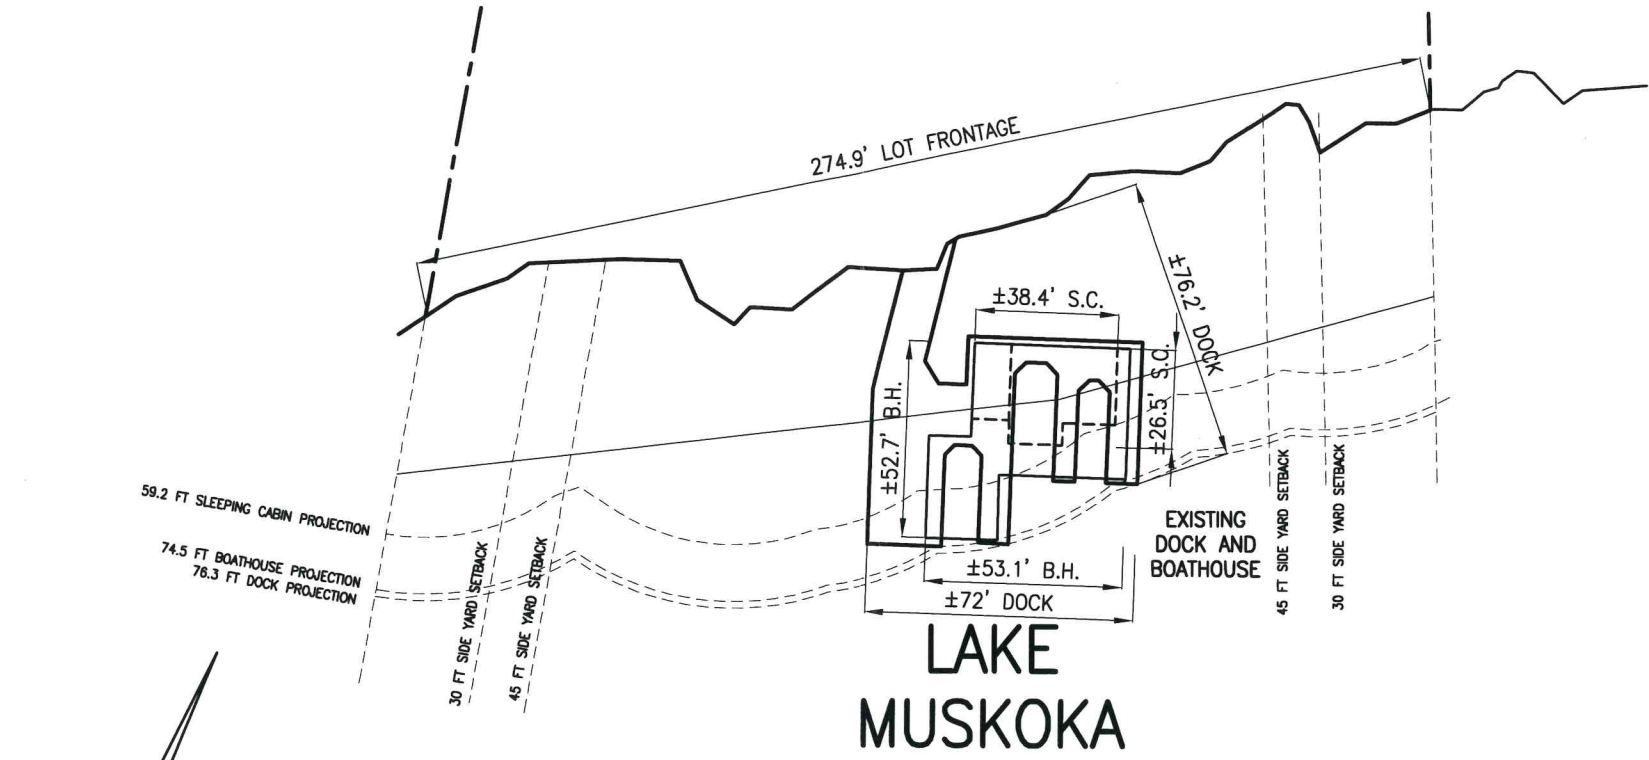 274.9' LOT FRONTAGE
±76.2' DOCK
±38.4' S.C.
±26.5' S.C.
±52.7' B.H.
59.2 FT SLEEPING CABIN PROJECTION
74.5 FT BOATHOUSE PROJECTION
76.3 FT DOCK PROJECTION
30 FT SIDE YARD SETBACK
45 FT SIDE YARD SETBACK
EXISTING
DOCK AND
BOATHOUSE
45 FT SIDE YARD SETBACK
30 FT SIDE YARD SETBACK
±53.1' B.H.
±72' DOCK
LAKE
MUSKOKA